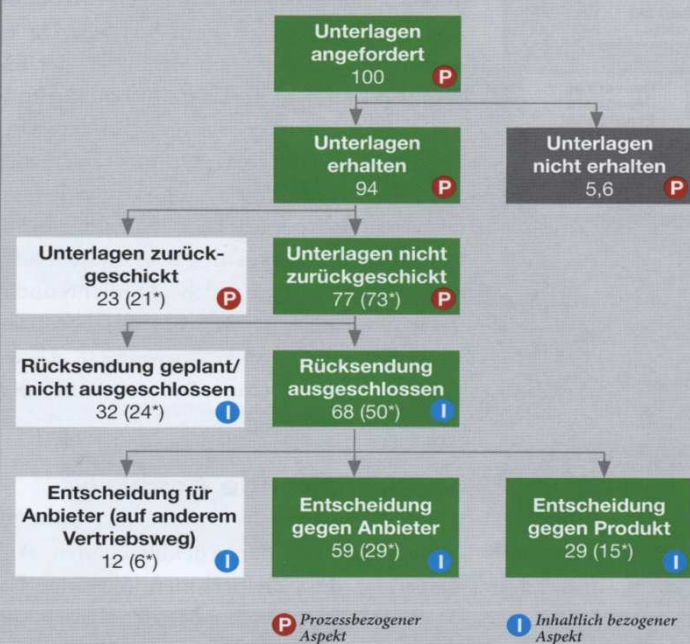 Unterlagen
angefordert
100
P
Unterlagen
erhalten
94
P
Unterlagen
nicht erhalten
5,6
P
Unterlagen zurück-
geschickt
23 (21*)
P
Unterlagen nicht
zurückgeschickt
77 (73*)
P
Rücksendung geplant/
nicht ausgeschlossen
32 (24*)
I
Rücksendung
ausgeschlossen
68 (50*)
I
Entscheidung für
Anbieter (auf anderem
Vertriebsweg)
12 (6*)
I
Entscheidung
gegen Anbieter
59 (29*)
I
Entscheidung
gegen Produkt
29 (15*)
I
P Prozessbezogener
Aspekt
I Inhaltlich bezogener
Aspekt